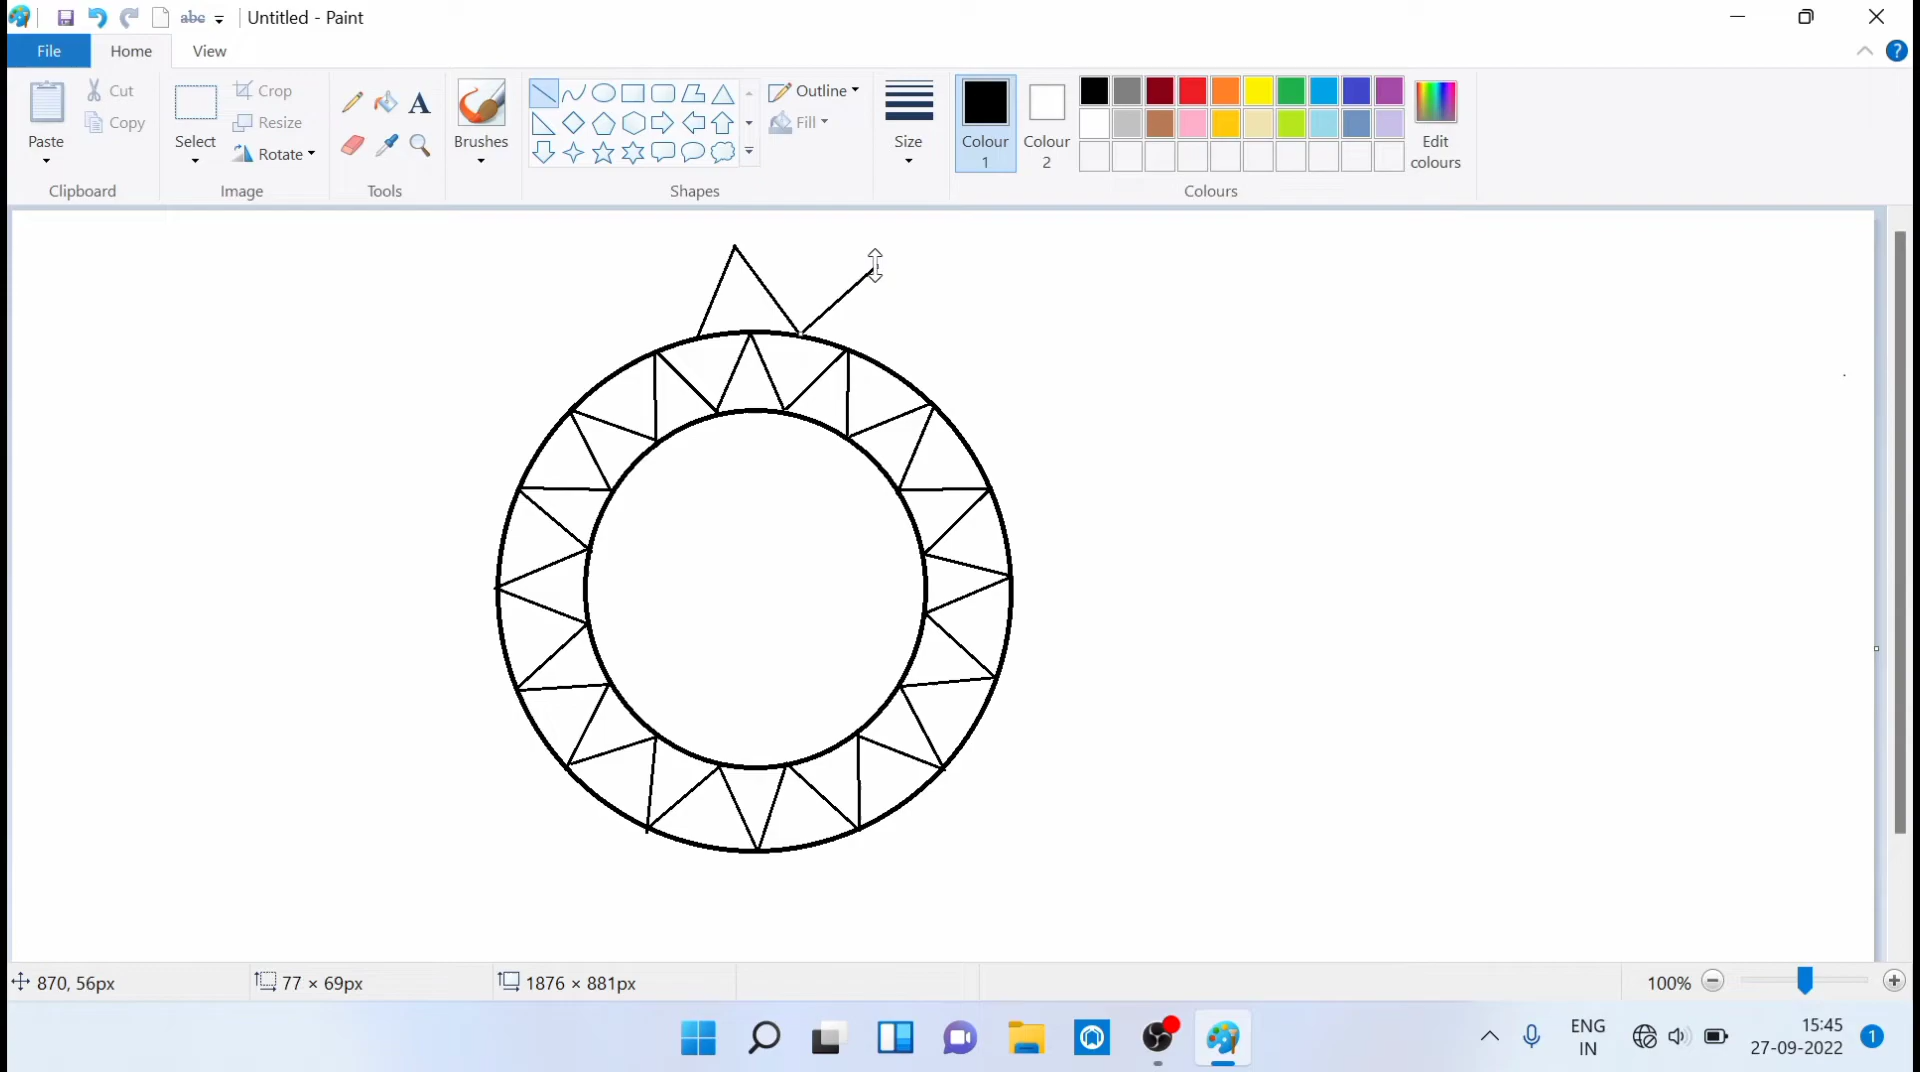 abc Untitled - Paint
File Home View
Paste Cut Copy
Select Crop Resize Rotate
A
Brushes
Outline Fill
Size
Colour 1
Colour 2
Edit colours
Clipboard Image Tools Shapes Colours
870, 56px 77 × 69px 1876 × 881px 100%
ENG 15:45
IN 27-09-2022 1